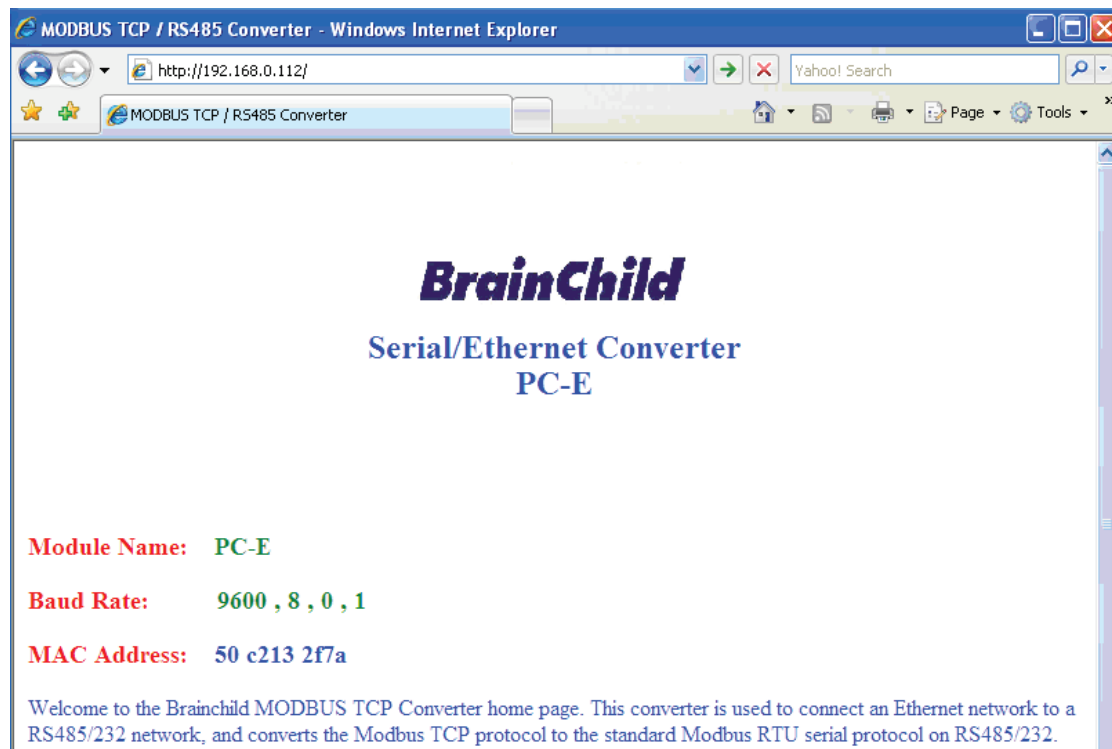 MODBUS TCP / RS485 Converter - Windows Internet Explorer
http://192.168.0.112/
Yahoo! Search
MODBUS TCP / RS485 Converter
Page
Tools
»
BrainChild
Serial/Ethernet Converter
PC-E
Module Name: PC-E
Baud Rate: 9600 , 8 , 0 , 1
MAC Address: 50 c213 2f7a
Welcome to the Brainchild MODBUS TCP Converter home page. This converter is used to connect an Ethernet network to a
RS485/232 network, and converts the Modbus TCP protocol to the standard Modbus RTU serial protocol on RS485/232.